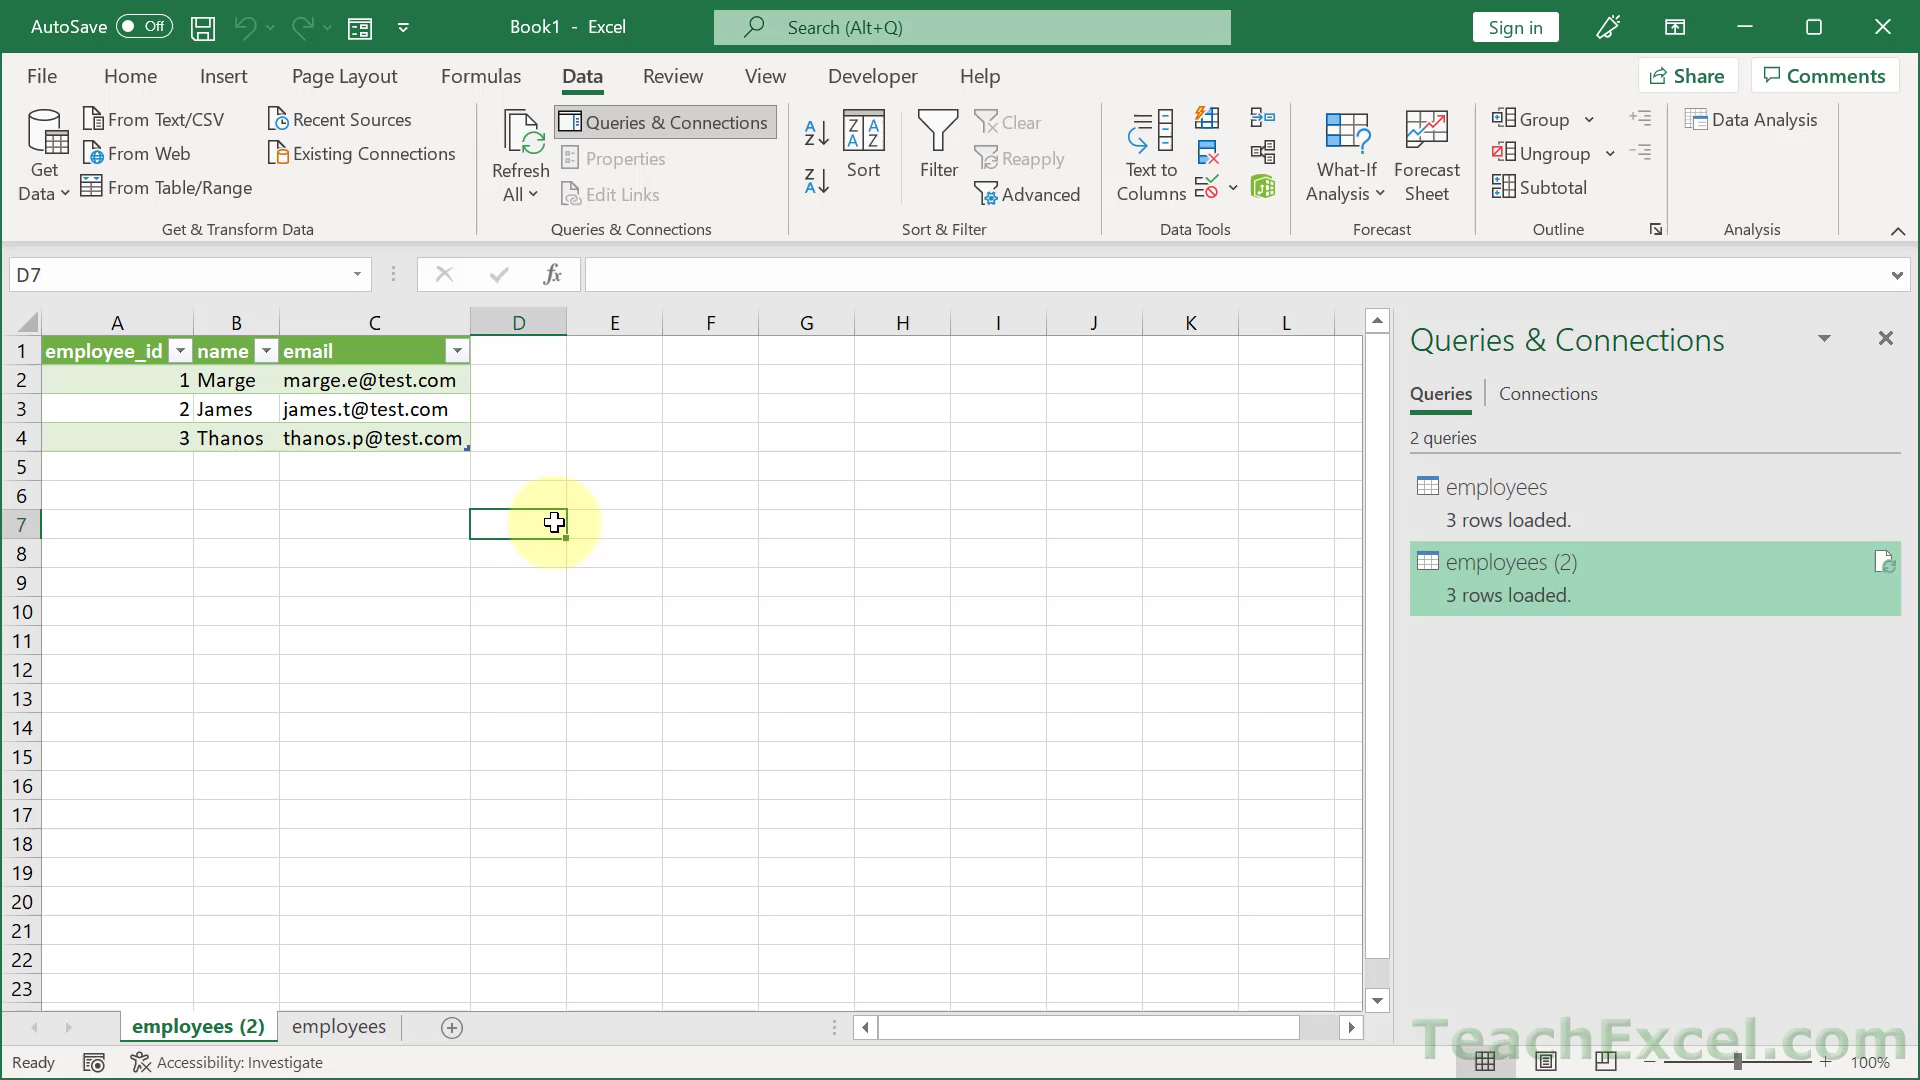 AutoSave Off Book1 - Excel Search (Alt+Q) Sign in
File Home Insert Page Layout Formulas Data Review View Developer Help Share Comments
Get Data
From Text/CSV
From Web
From Table/Range
Recent Sources
Existing Connections
Get & Transform Data
Refresh All
Queries & Connections
Properties
Edit Links
Queries & Connections
Sort
Filter
Clear
Reapply
Advanced
Sort & Filter
Text to Columns
Data Tools
What-If Analysis
Forecast Sheet
Forecast
Group
Ungroup
Subtotal
Outline
Data Analysis
Analysis
D7 fx
A B C D E F G H I J K L
1 employee_id name email
2 1 Marge marge.e@test.com
3 2 James james.t@test.com
4 3 Thanos thanos.p@test.com
5
6
7
8
9
10
11
12
13
14
15
16
17
18
19
20
21
22
23
Queries & Connections
Queries Connections
2 queries
employees
3 rows loaded.
employees (2)
3 rows loaded.
employees (2) employees
TeachExcel.com
Ready Accessibility: Investigate 100%